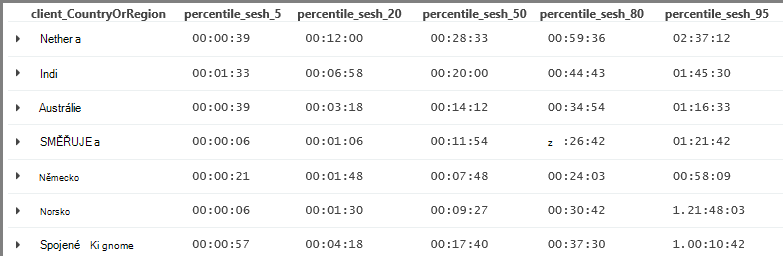 client_CountryOrRegion percentile_sesh_5 percentile_sesh_20 percentile_sesh_50 percentile_sesh_80 percentile_sesh_95
Nether a 00:00:39 00:12:00 00:28:33 00:59:36 02:37:12
Indi 00:01:33 00:06:58 00:20:00 00:44:43 01:45:30
Austrálie 00:00:39 00:03:18 00:14:12 00:34:54 01:16:33
SMĚŘUJE a 00:00:06 00:01:06 00:11:54 z :26:42 01:21:42
Německo 00:00:21 00:01:48 00:07:48 00:24:03 00:58:09
Norsko 00:00:06 00:01:30 00:09:27 00:30:42 1.21:48:03
Spojené Ki gnome 00:00:57 00:04:18 00:17:40 00:37:30 1.00:10:42